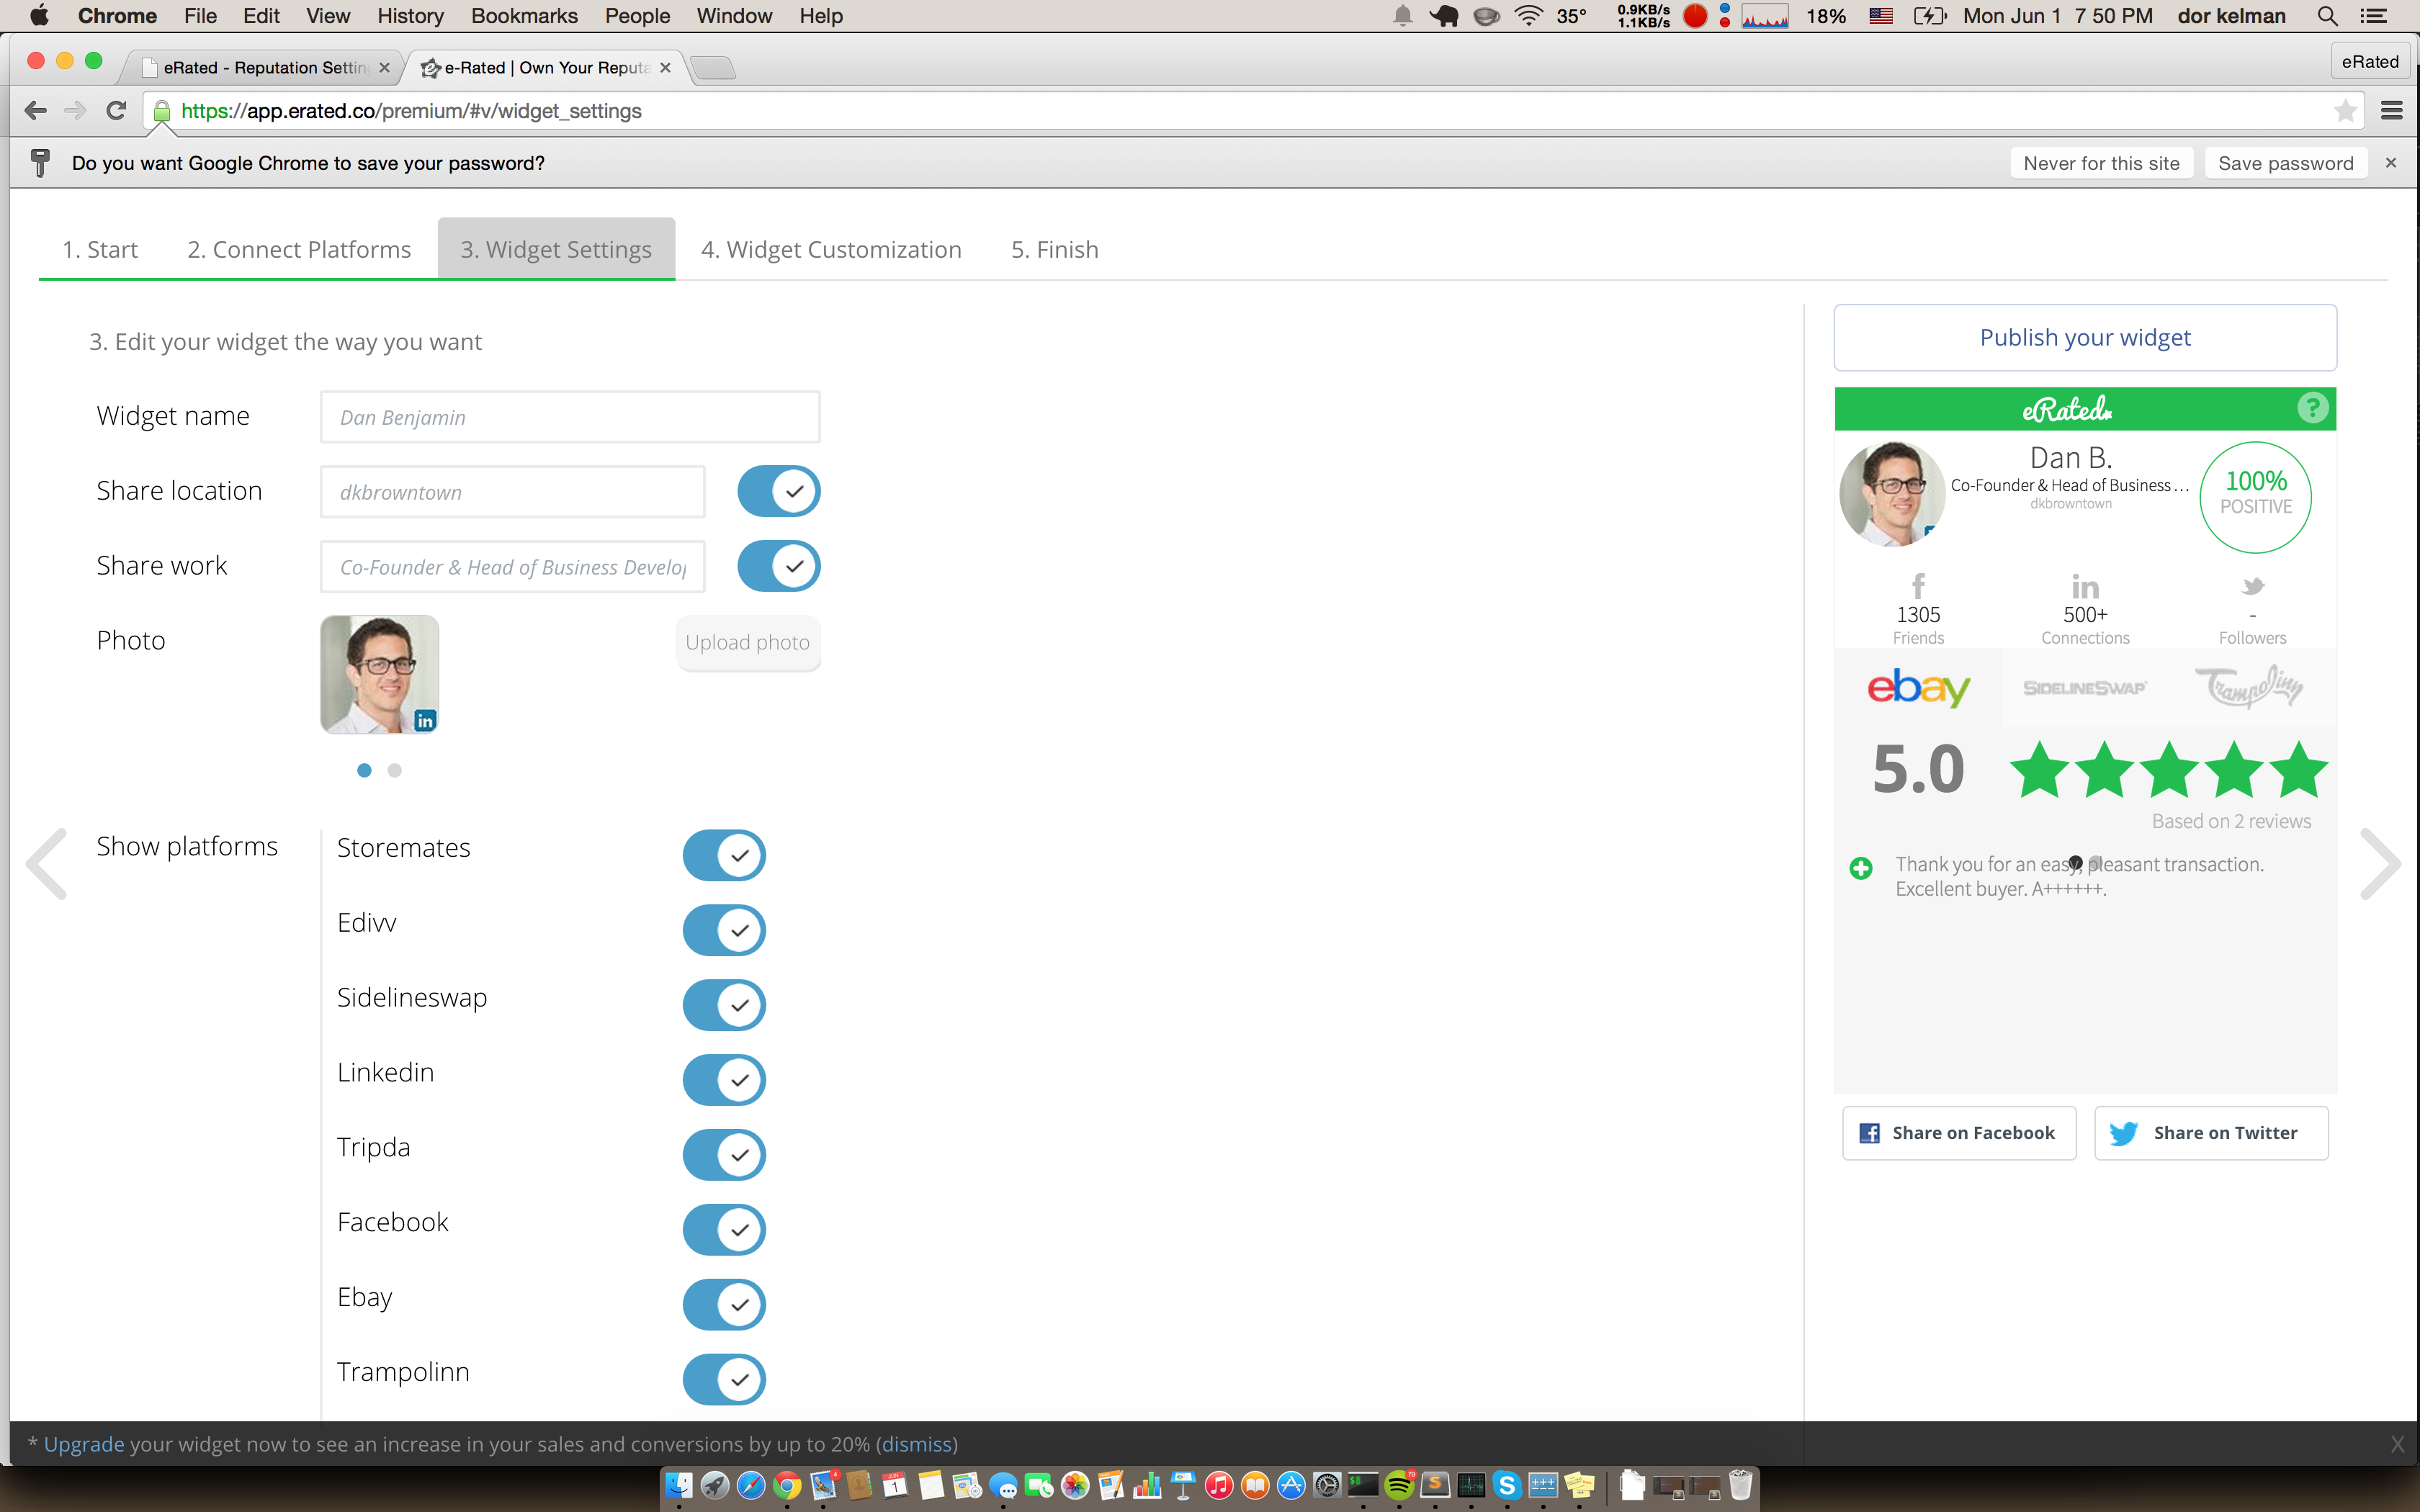 Chrome File Edit View History Bookmarks People Window Help
35° 0.9KB/s 1.1KB/s 18% Mon Jun 1 7 50 PM dor kelman
eRated - Reputation Settin
e-Rated | Own Your Reputa
eRated
https://app.erated.co/premium/#v/widget_settings
Do you want Google Chrome to save your password?
Never for this site
Save password
1. Start
2. Connect Platforms
3. Widget Settings
4. Widget Customization
5. Finish
3. Edit your widget the way you want
Widget name
Dan Benjamin
Share location
dkbrowntown
Share work
Co-Founder & Head of Business Develo
Photo
in
Upload photo
Show platforms
Storemates
Edivv
Sidelineswap
Linkedin
Tripda
Facebook
Ebay
Trampolinn
Publish your widget
eRated
?
Dan B.
Co-Founder & Head of Business ...
dkbrowntown
100%
POSITIVE
f
in
1305
500+
-
Friends
Connections
Followers
ebay
SIDELINESWAP
5.0
Based on 2 reviews
Thank you for an easy, pleasant transaction.
Excellent buyer. A++++++.
Share on Facebook
Share on Twitter
* Upgrade your widget now to see an increase in your sales and conversions by up to 20% (dismiss)
X